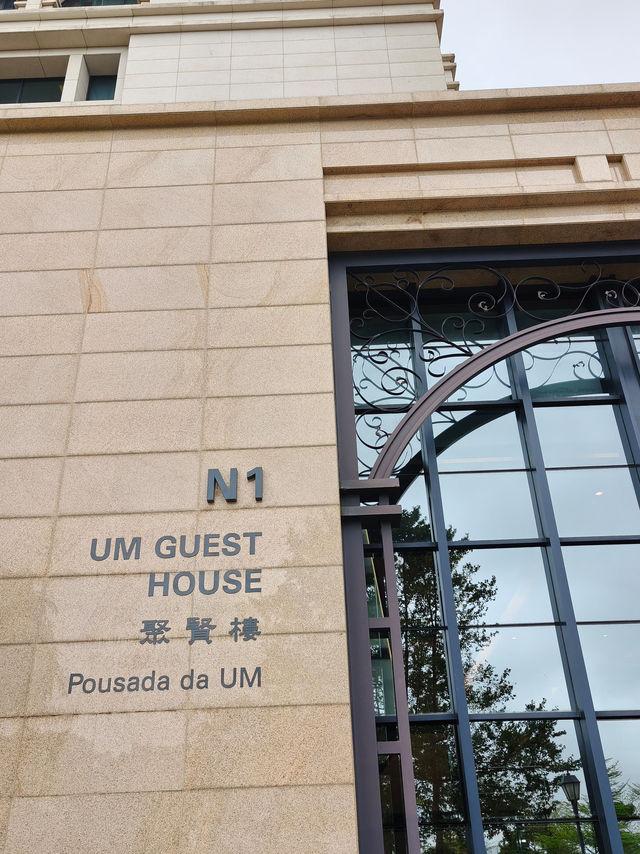 N1
UM GUEST
HOUSE
聚賢樓
Pousada da UM